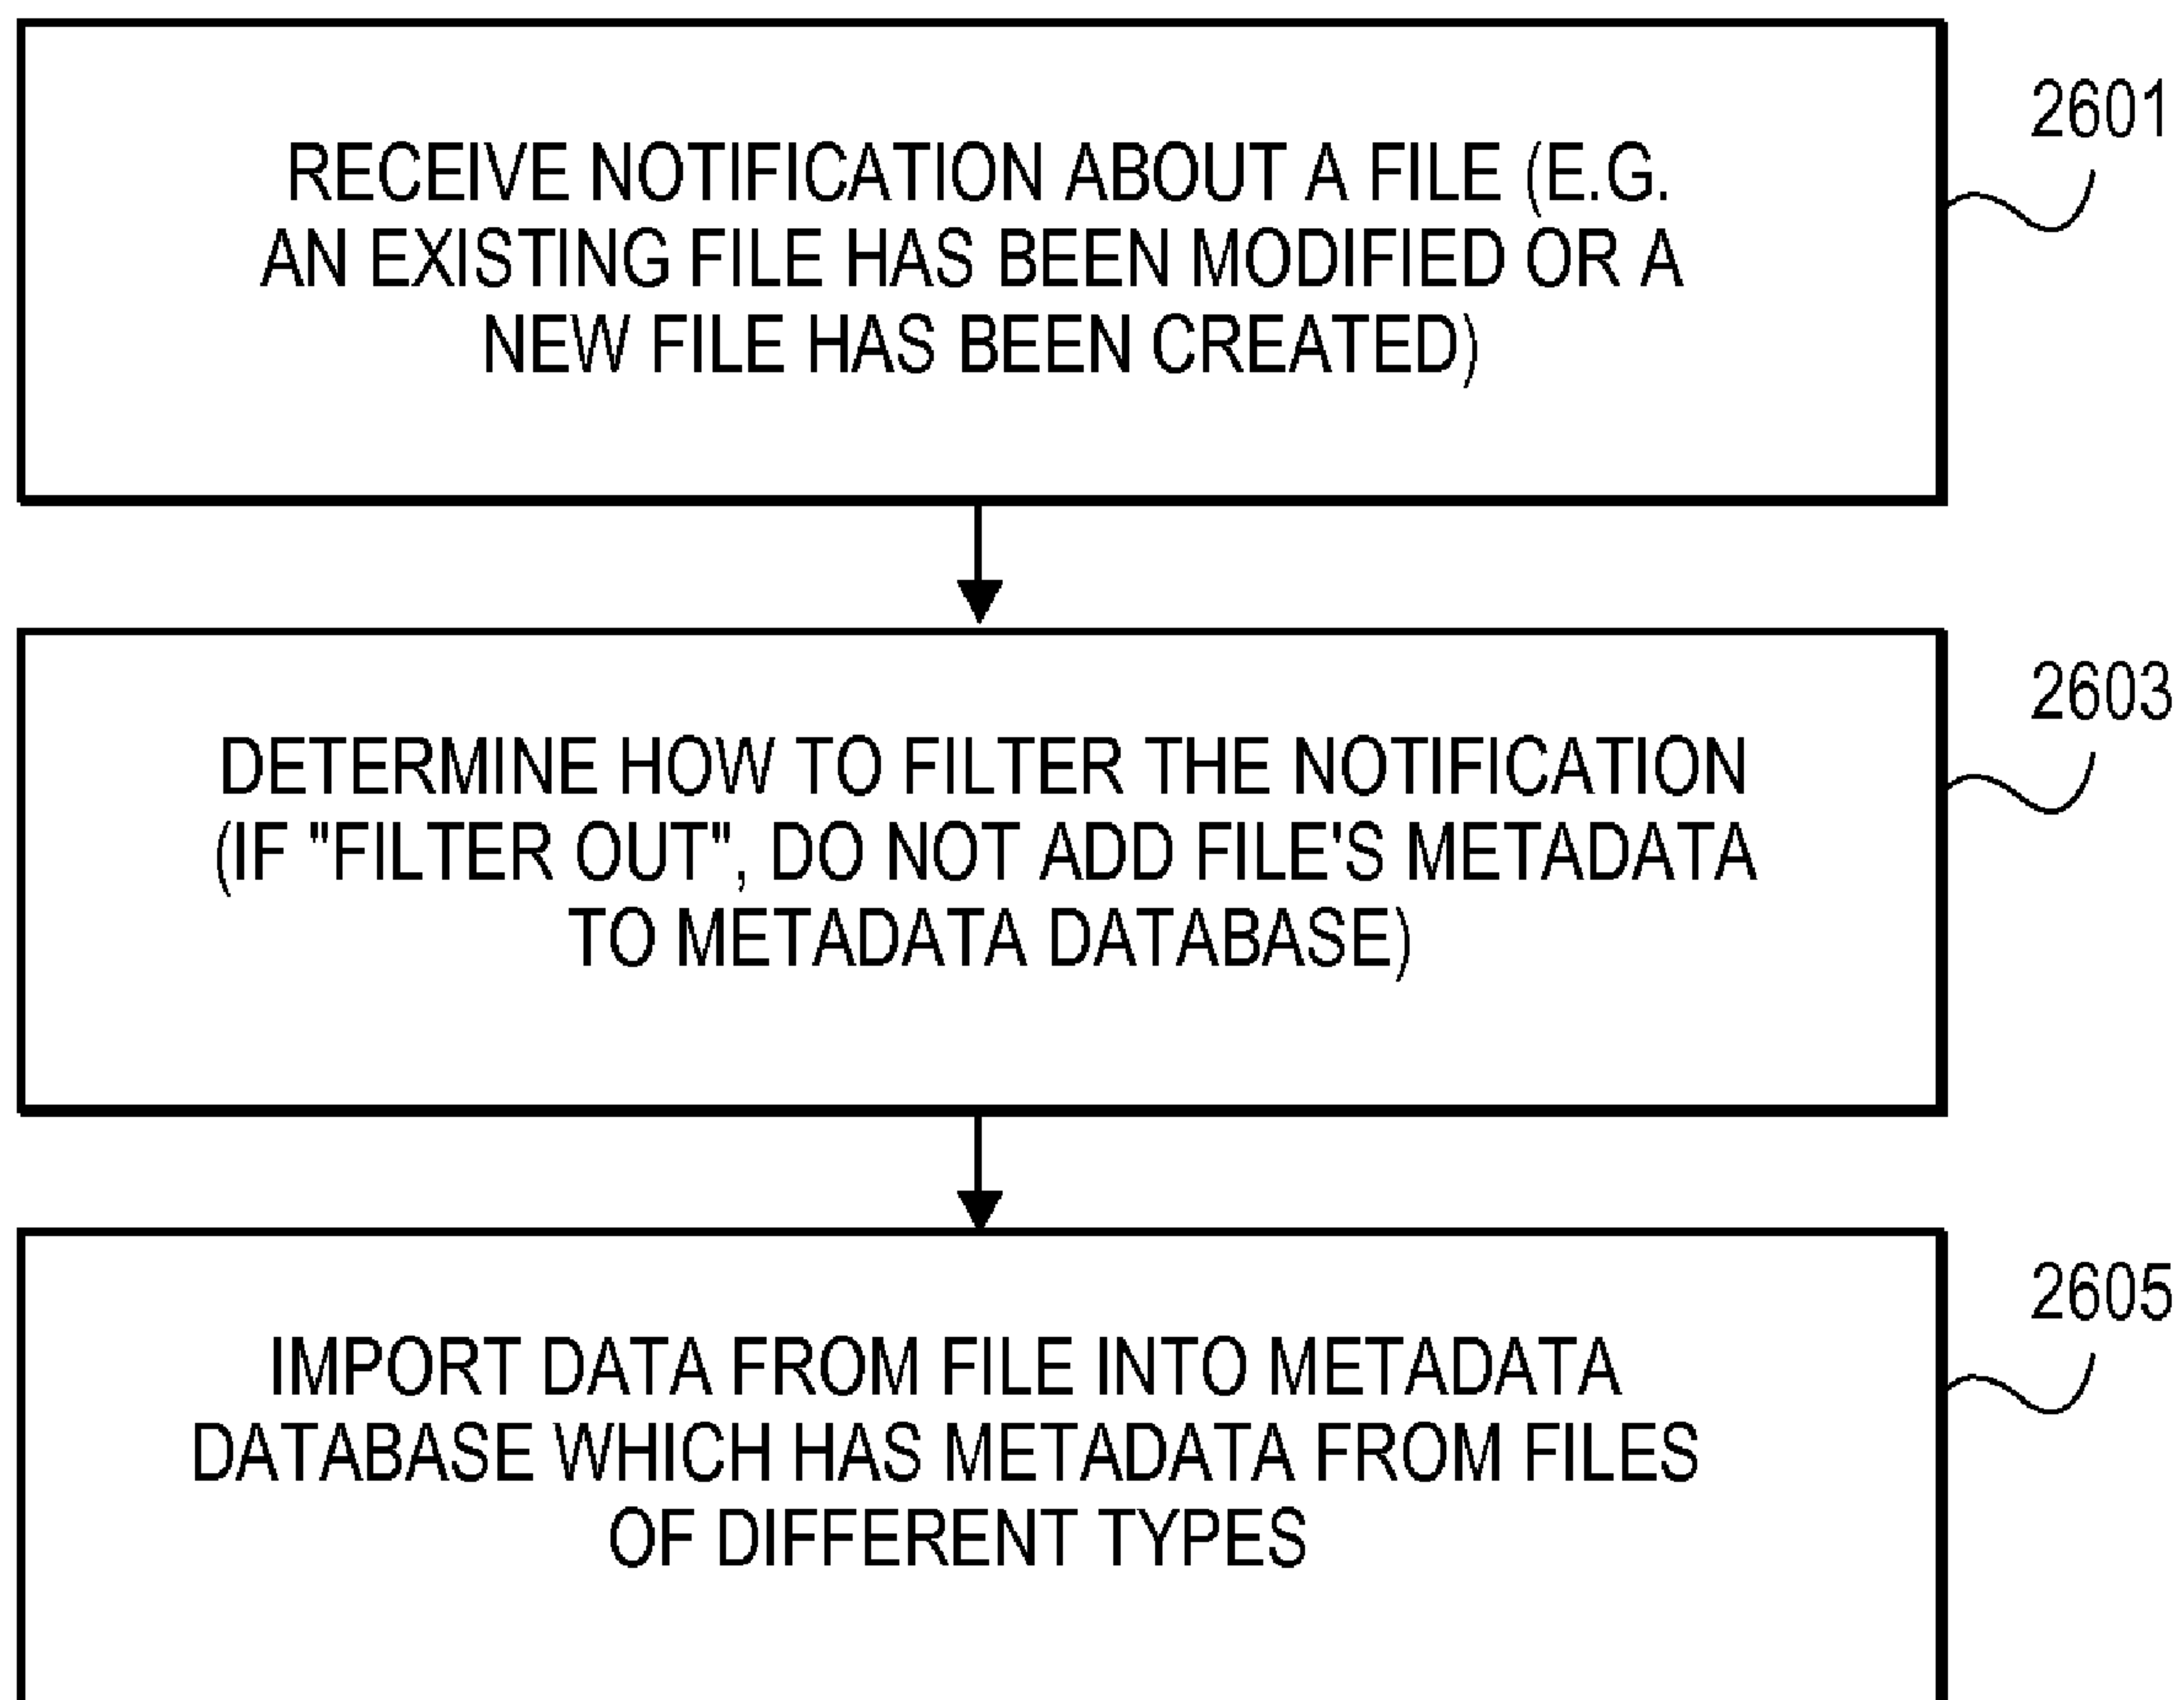 2601
RECEIVE NOTIFICATION ABOUT A FILE (E.G.
AN EXISTING FILE HAS BEEN MODIFIED OR A
NEW FILE HAS BEEN CREATED)
2603
DETERMINE HOW TO FILTER THE NOTIFICATION
(IF "FILTER OUT", DO NOT ADD FILE'S METADATA
TO METADATA DATABASE)
2605
IMPORT DATA FROM FILE INTO METADATA
DATABASE WHICH HAS METADATA FROM FILES
OF DIFFERENT TYPES